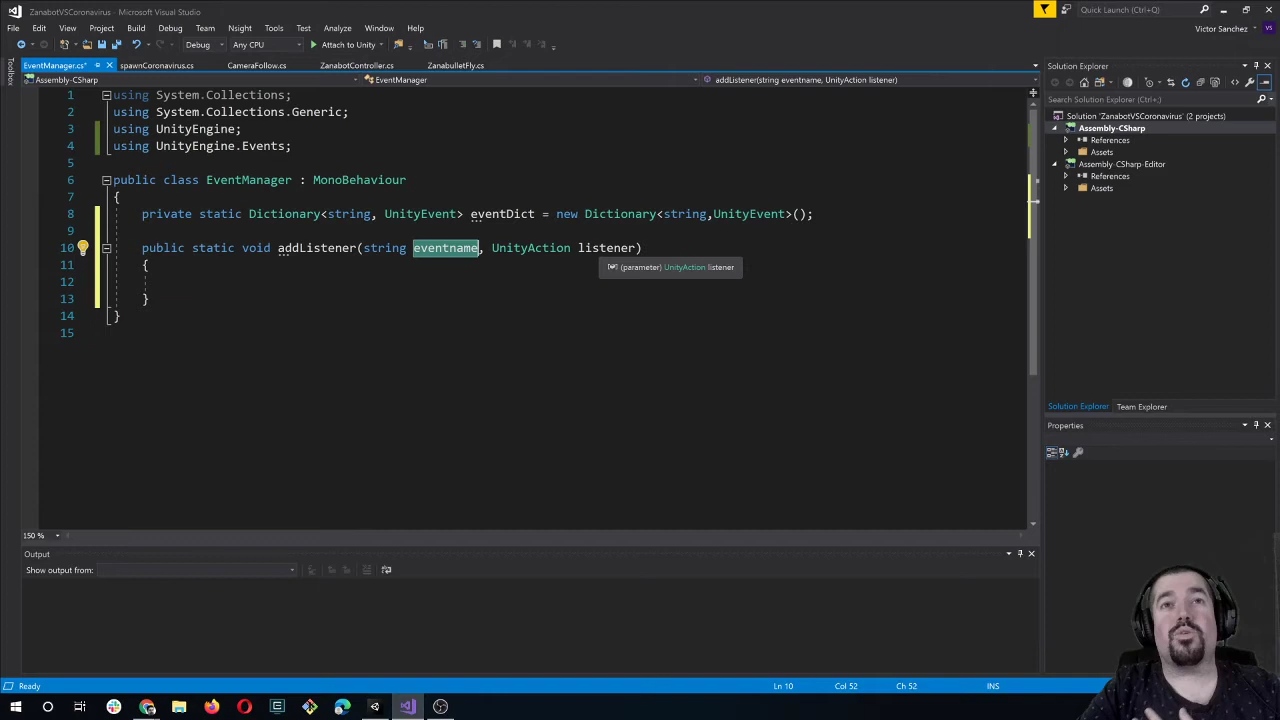 ZanabotVSCoronavirus - Microsoft Visual Studio
Quick Launch (Ctrl+Q)
File Edit View Project Build Debug Team Nsight Tools Test Analyze Window Help
Victor Sanchez VS
Debug Any CPU Attach to Unity
Toolbox
EventManager.cs* spawnCoronavirus.cs CameraFollow.cs ZanabotController.cs ZanabulletFly.cs
Solution Explorer
Assembly-CSharp EventManager addListener(string eventname, UnityAction listener)
1 using System.Collections;
2 using System.Collections.Generic;
3 using UnityEngine;
4 using UnityEngine.Events;
5
6 public class EventManager : MonoBehaviour
7 {
8 private static Dictionary<string, UnityEvent> eventDict = new Dictionary<string,UnityEvent>();
9
10 public static void addListener(string eventname, UnityAction listener)
(parameter) UnityAction listener
11 {
12
13 }
14 }
15
Search Solution Explorer (Ctrl+;)
Solution 'ZanabotVSCoronavirus' (2 projects)
Assembly-CSharp
References
Assets
Assembly-CSharp-Editor
References
Assets
Solution Explorer Team Explorer
Properties
150 %
Output
Show output from:
Ready Ln 10 Col 52 Ch 52 INS